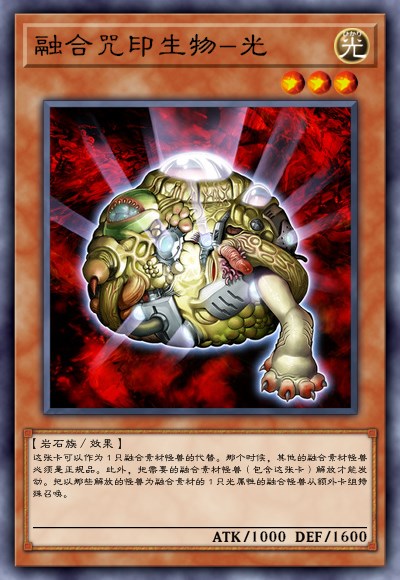 融合咒印生物-光
光
【岩石族/效果】
这张卡可以作为1只融合素材怪兽的代替。那个时候,其他的融合素材怪兽
必须是正规品。此外,把需要的融合素材怪兽(包含这张卡)解放才能发
动。把以那些解放的怪兽为融合素材的1只光属性的融合怪兽从额外卡组特
殊召唤。
ATK/1000 DEF/1600